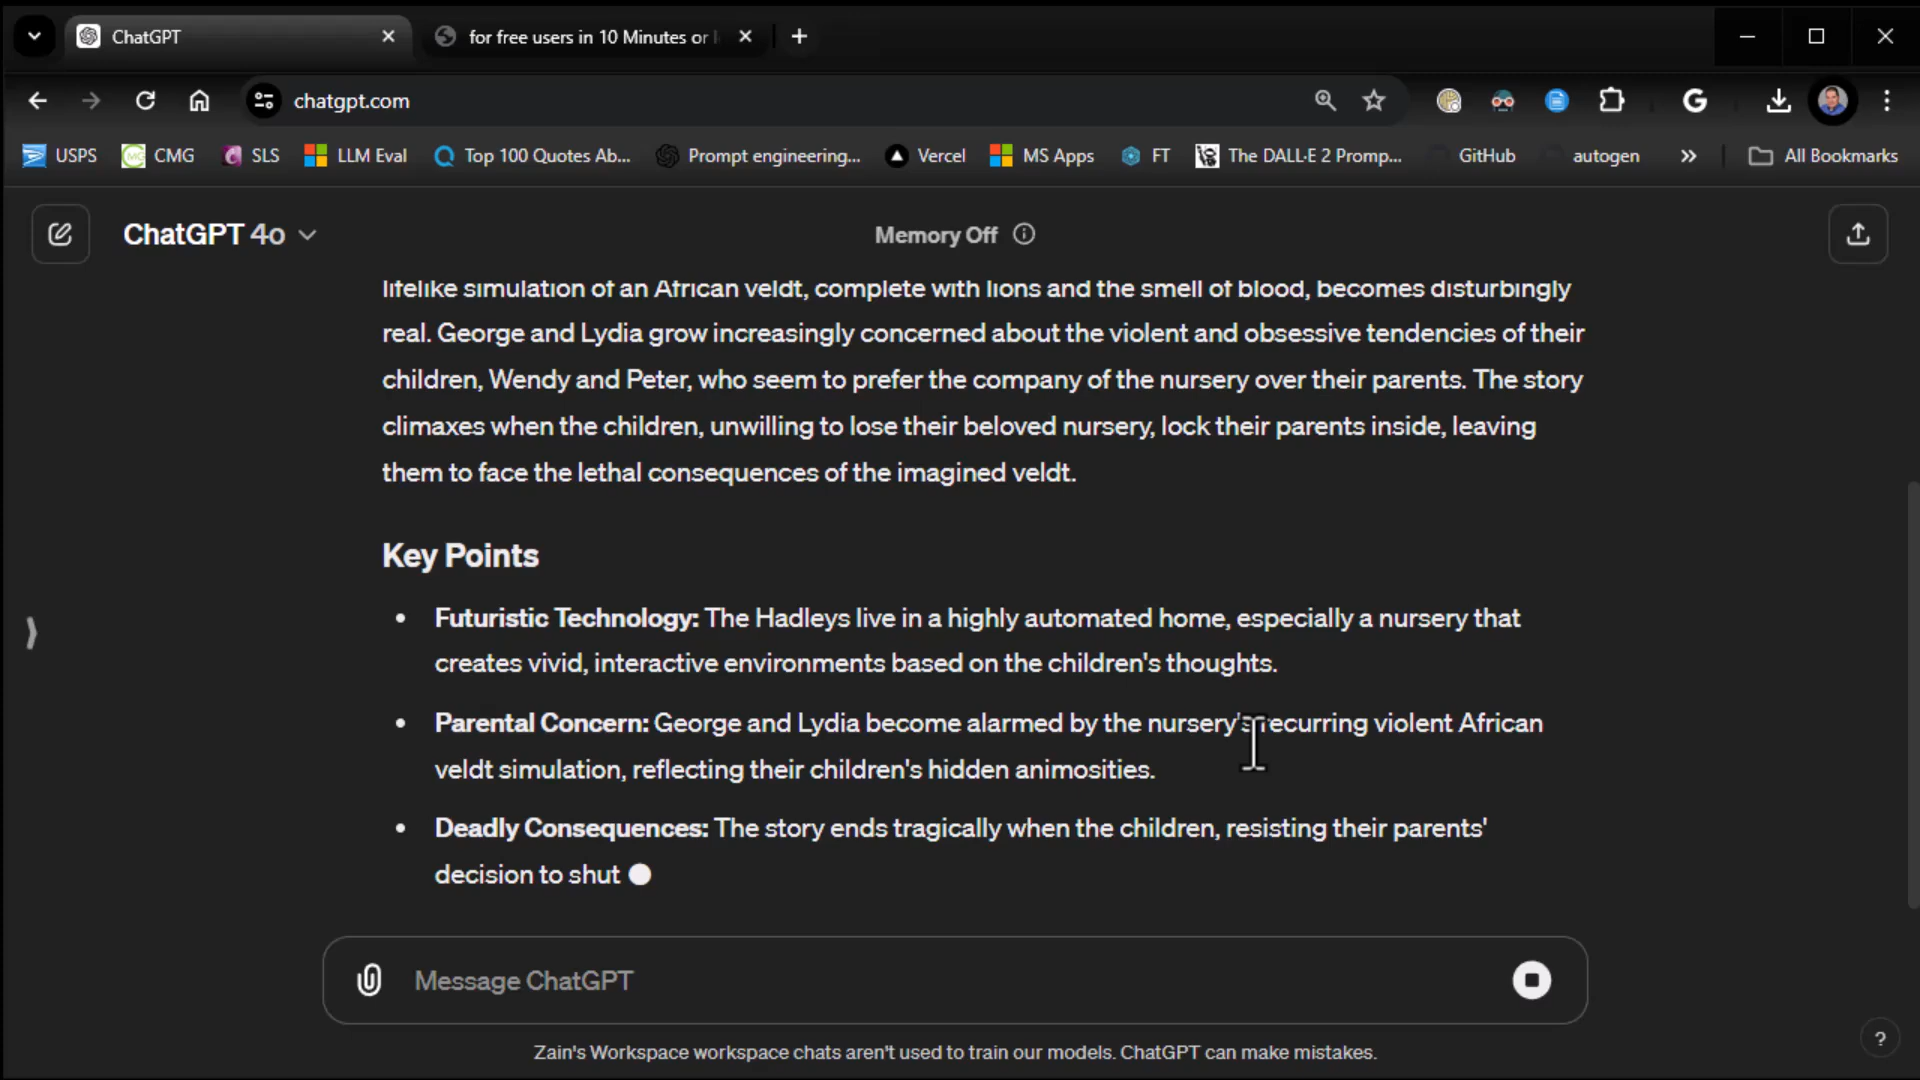 ChatGPT
for free users in 10 Minutes or l
chatgpt.com
USPS
CMG
SLS
LLM Eval
Top 100 Quotes Ab...
Prompt engineering...
Vercel
MS Apps
FT
The DALL·E 2 Promp...
GitHub
autogen
All Bookmarks
ChatGPT 4o
Memory Off
lifelike simulation of an African veldt, complete with lions and the smell of blood, becomes disturbingly
real. George and Lydia grow increasingly concerned about the violent and obsessive tendencies of their
children, Wendy and Peter, who seem to prefer the company of the nursery over their parents. The story
climaxes when the children, unwilling to lose their beloved nursery, lock their parents inside, leaving
them to face the lethal consequences of the imagined veldt.
Key Points
• Futuristic Technology: The Hadleys live in a highly automated home, especially a nursery that
creates vivid, interactive environments based on the children's thoughts.
• Parental Concern: George and Lydia become alarmed by the nursery's recurring violent African
veldt simulation, reflecting their children's hidden animosities.
• Deadly Consequences: The story ends tragically when the children, resisting their parents'
decision to shut
Message ChatGPT
Zain's Workspace workspace chats aren't used to train our models. ChatGPT can make mistakes.
?